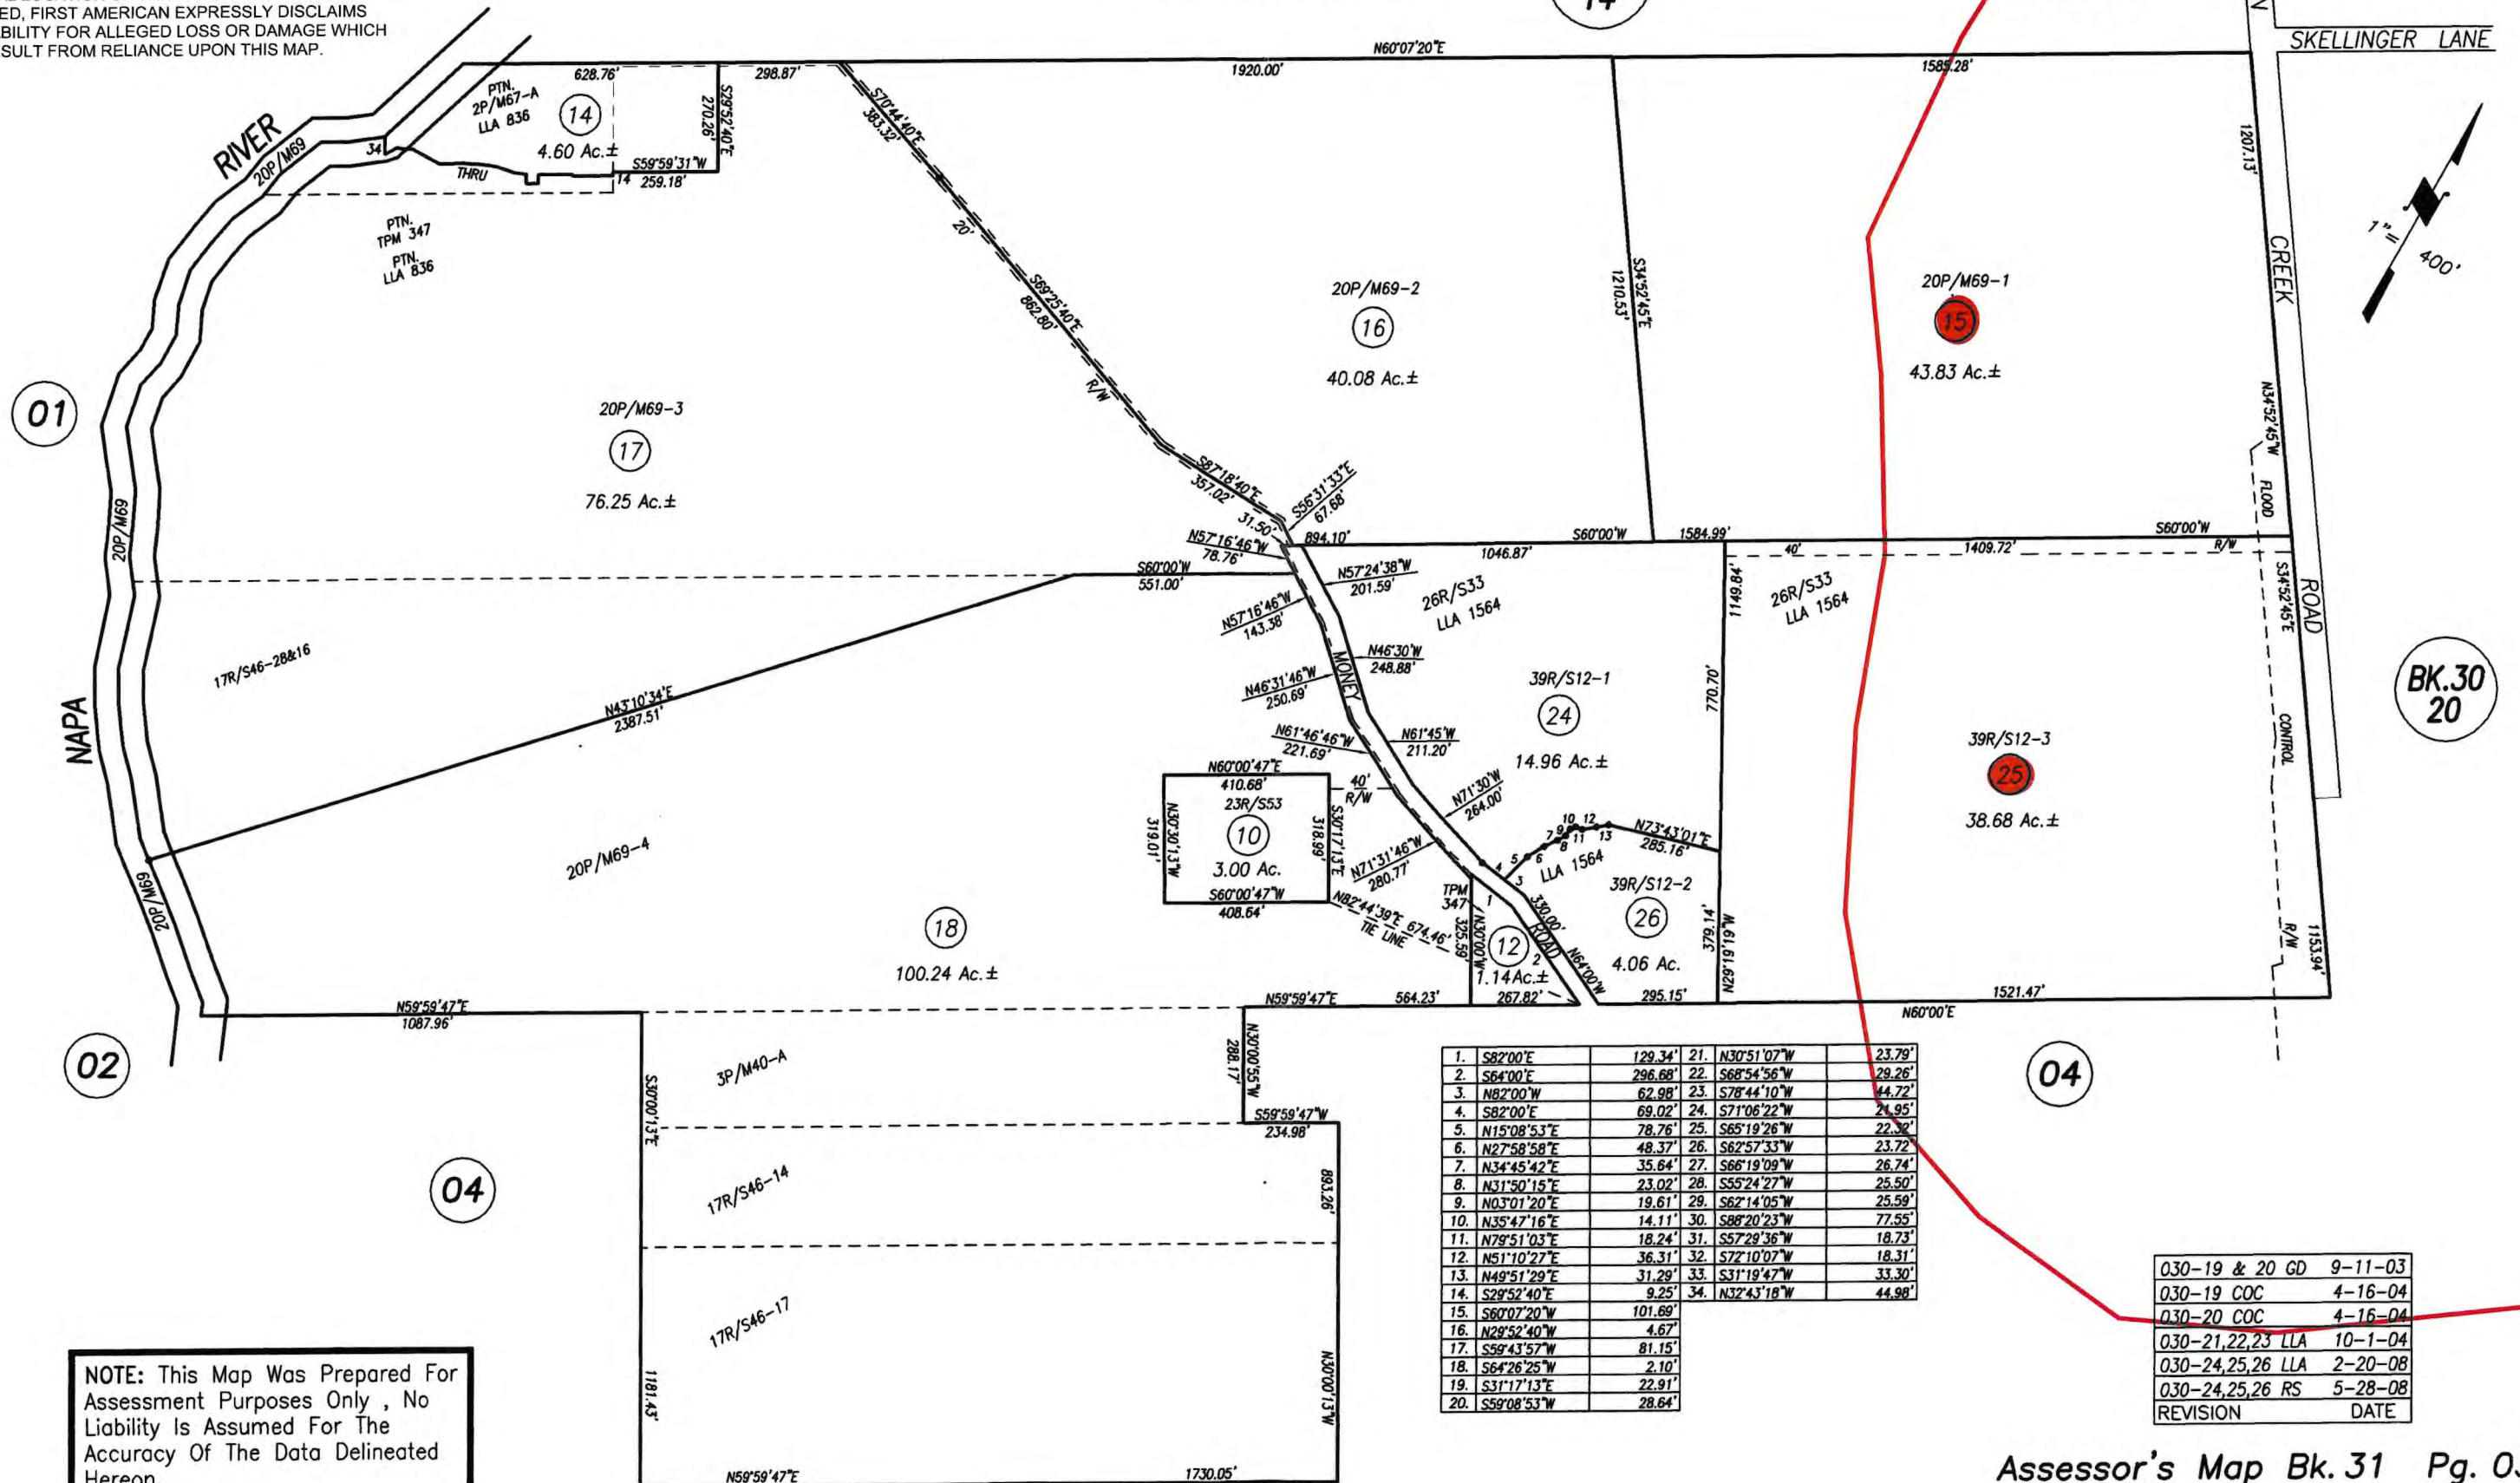 ED, FIRST AMERICAN EXPRESSLY DISCLAIMS
BILITY FOR ALLEGED LOSS OR DAMAGE WHICH
SULT FROM RELIANCE UPON THIS MAP.
14
N60°07'20"E
SKELLINGER LANE
628.76'
298.87'
1920.00'
1585.28'
PTN.
2P/M67-A
LLA 836
14
4.60 Ac.±
S29°52'40"E
270.26'
S70°44'40"E
383.32'
RIVER
20P/M69
34
THRU
14
S59°59'31"W
259.18'
1207.13'
1"=
400'
PTN.
TPM 347
PTN.
LLA 836
20'
S69°25'40"E
862.80'
R/W
20P/M69-2
16
40.08 Ac.±
S34°52'45"E
1210.53'
20P/M69-1
15
43.83 Ac.±
CREEK
N34°52'45"W
FLOOD
01
20P/M69-3
17
76.25 Ac.±
20P/M69
S87°18'40"E
357.02'
S56°31'33"E
67.68'
31.50'
N57°16'46"W
78.76'
894.10'
S60°00'W
1584.99'
S60°00'W
1046.87'
40'
1409.72'
R/W
S60°00'W
551.00'
N57°24'38"W
201.59'
26R/S33
LLA 1564
1149.84'
26R/S33
LLA 1564
S34°52'45"E
ROAD
N57°16'46"W
143.38'
17R/S46-28&16
MONEY
N46°30'W
248.88'
N46°31'46"W
250.69'
N43°10'34"E
2387.51'
39R/S12-1
24
14.96 Ac.±
770.70'
BK.30
20
NAPA
N61°46'46"W
221.69'
N61°45'W
211.20'
39R/S12-3
25
38.68 Ac.±
CONTROL
N60°00'47"E
410.68'
23R/S53
10
3.00 Ac.
N30°30'13"W
319.01'
S30°17'13"E
318.99'
S60°00'47"W
408.64'
40'
R/W
N71°30'W
264.00'
N71°31'46"W
280.77'
3
4
5
6
7
8
9
10
11
12
13
N73°43'01"E
285.16'
LLA 1564
39R/S12-2
26
4.06 Ac.
379.14'
N29°19'19"W
20P/M69-4
20P/M69
18
100.24 Ac.±
N82°44'39"E 674.46'
TIE LINE
TPM
347
1
N30°00'W
325.59'
12
1.14Ac.±
2
330.00'
ROAD
N64°00'W
R/W
1153.94'
N59°59'47"E
1087.96'
N59°59'47"E
564.23'
267.82'
295.15'
1521.47'
N60°00'E
02
04
04
3P/M40-A
S30°00'13"E
N30°00'55"W
288.17'
S59°59'47"W
234.98'
17R/S46-14
893.26'
17R/S46-17
1181.43'
N30°00'13"W
N59°59'47"E
1730.05'
1. S82°00'E 129.34' 21. N30°51'07"W 23.79'
2. S64°00'E 296.68' 22. S68°54'56"W 29.26'
3. N82°00'W 62.98' 23. S78°44'10"W 44.72'
4. S82°00'E 69.02' 24. S71°06'22"W 21.95'
5. N15°08'53"E 78.76' 25. S65°19'26"W 22.32'
6. N27°58'58"E 48.37' 26. S62°57'33"W 23.72'
7. N34°45'42"E 35.64' 27. S66°19'09"W 26.74'
8. N31°50'15"E 23.02' 28. S55°24'27"W 25.50'
9. N03°01'20"E 19.61' 29. S62°14'05"W 25.59'
10. N35°47'16"E 14.11' 30. S88°20'23"W 77.55'
11. N79°51'03"E 18.24' 31. S57°29'36"W 18.73'
12. N51°10'27"E 36.31' 32. S72°10'07"W 18.31'
13. N49°51'29"E 31.29' 33. S31°19'47"W 33.30'
14. S29°52'40"E 9.25' 34. N32°43'18"W 44.98'
15. S60°07'20"W 101.69'
16. N29°52'40"W 4.67'
17. S59°43'57"W 81.15'
18. S64°26'25"W 2.10'
19. S31°17'13"E 22.91'
20. S59°08'53"W 28.64'
030-19 & 20 GD 9-11-03
030-19 COC 4-16-04
030-20 COC 4-16-04
030-21,22,23 LLA 10-1-04
030-24,25,26 LLA 2-20-08
030-24,25,26 RS 5-28-08
REVISION DATE
NOTE: This Map Was Prepared For
Assessment Purposes Only , No
Liability Is Assumed For The
Accuracy Of The Data Delineated
Hereon
Assessor's Map Bk. 31 Pg. 0